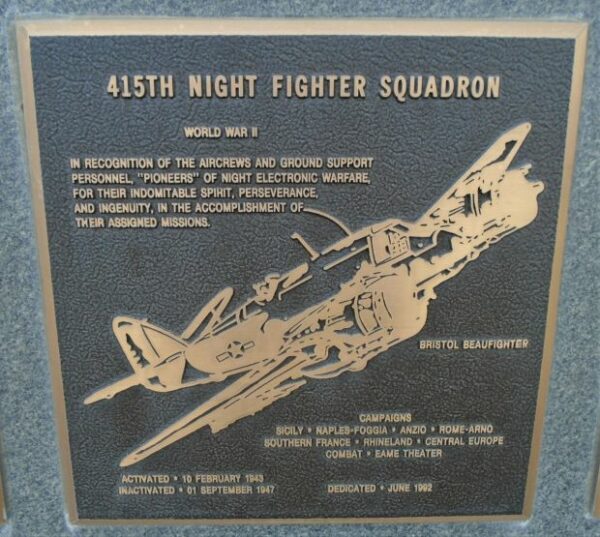 415TH NIGHT FIGHTER SQUADRON
WORLD WAR II
IN RECOGNITION OF THE AIRCREWS AND GROUND SUPPORT
PERSONNEL, "PIONEERS" OF NIGHT ELECTRONIC WARFARE,
FOR THEIR INDOMITABLE SPIRIT, PERSEVERANCE,
AND INGENUITY, IN THE ACCOMPLISHMENT OF
THEIR ASSIGNED MISSIONS.
BRISTOL BEAUFIGHTER
CAMPAIGNS
SICILY • NAPLES-FOGGIA • ANZIO • ROME-ARNO
SOUTHERN FRANCE • RHINELAND • CENTRAL EUROPE
COMBAT • EAME THEATER
ACTIVATED • 10 FEBRUARY 1943
INACTIVATED • 01 SEPTEMBER 1947
DEDICATED • JUNE 1992